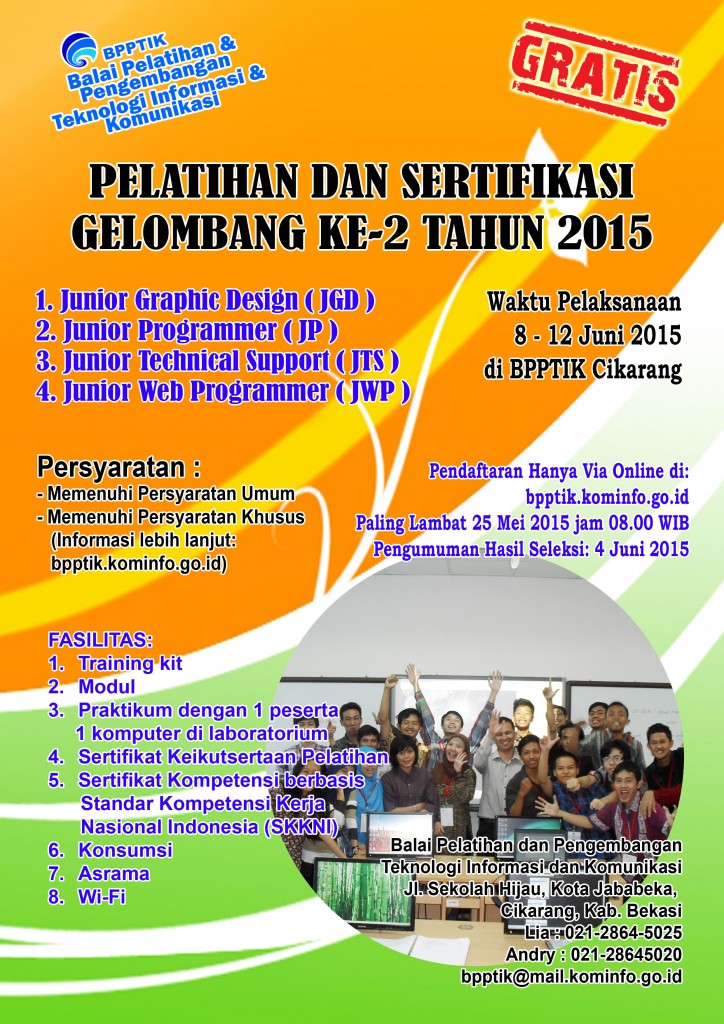 BPPTIK
Balai Pelatihan &
Pengembangan
Teknologi Informasi &
Komunikasi
GRATIS
PELATIHAN DAN SERTIFIKASI
GELOMBANG KE-2 TAHUN 2015
1. Junior Graphic Design ( JGD )
2. Junior Programmer ( JP )
3. Junior Technical Support ( JTS )
4. Junior Web Programmer ( JWP )
Waktu Pelaksanaan
8 - 12 Juni 2015
di BPPTIK Cikarang
Persyaratan :
- Memenuhi Persyaratan Umum
- Memenuhi Persyaratan Khusus
(Informasi lebih lanjut:
bpptik.kominfo.go.id)
Pendaftaran Hanya Via Online di:
bpptik.kominfo.go.id
Paling Lambat 25 Mei 2015 jam 08.00 WIB
Pengumuman Hasil Seleksi: 4 Juni 2015
FASILITAS:
1. Training kit
2. Modul
3. Praktikum dengan 1 peserta
1 komputer di laboratorium
4. Sertifikat Keikutsertaan Pelatihan
5. Sertifikat Kompetensi berbasis
Standar Kompetensi Kerja
Nasional Indonesia (SKKNI)
6. Konsumsi
7. Asrama
8. Wi-Fi
Balai Pelatihan dan Pengembangan
Teknologi Informasi dan Komunikasi
Jl. Sekolah Hijau, Kota Jababeka,
Cikarang, Kab. Bekasi
Lia : 021-2864-5025
Andry : 021-28645020
bpptik@mail.kominfo.go.id